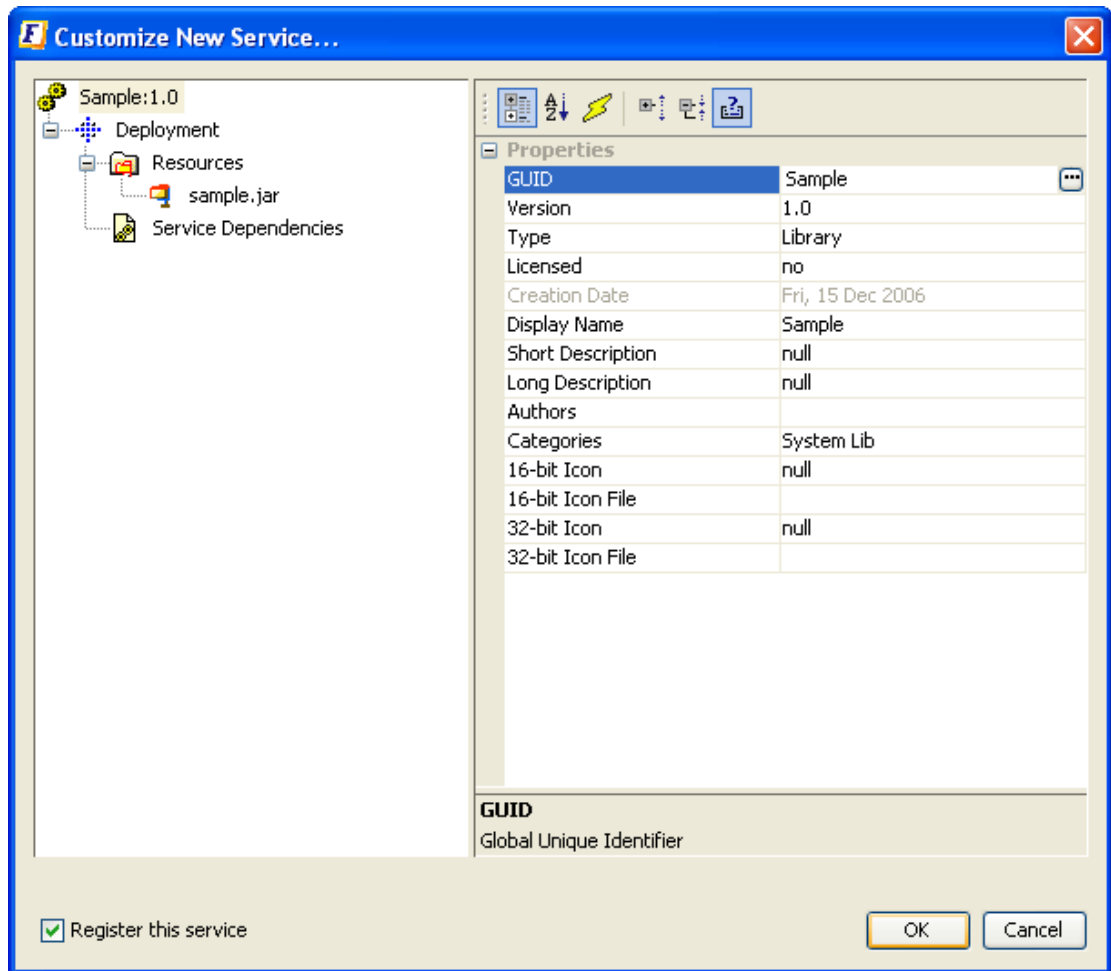 Customize New Service...
Sample:1.0
Deployment
Resources
sample.jar
Service Dependencies
Properties
GUID Sample
Version 1.0
Type Library
Licensed no
Creation Date Fri, 15 Dec 2006
Display Name Sample
Short Description null
Long Description null
Authors
Categories System Lib
16-bit Icon null
16-bit Icon File
32-bit Icon null
32-bit Icon File
GUID
Global Unique Identifier
Register this service
OK Cancel